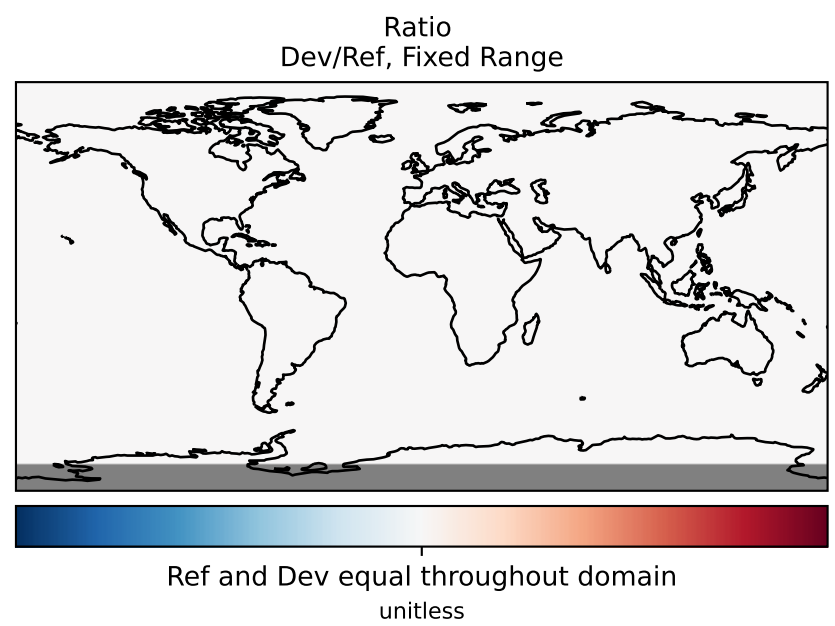 Ratio
Dev/Ref, Fixed Range
Ref and Dev equal throughout domain
unitless